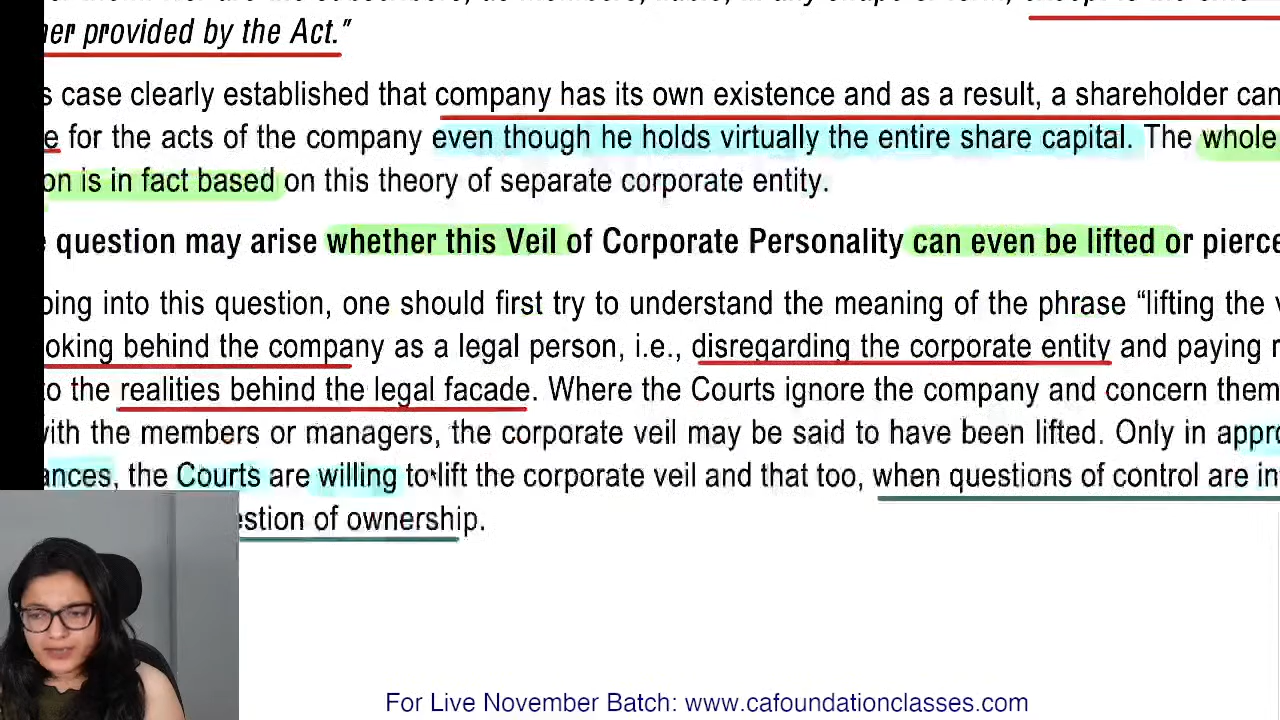 her provided by the Act."
s case clearly established that company has its own existence and as a result, a shareholder can
e for the acts of the company even though he holds virtually the entire share capital. The whole
on is in fact based on this theory of separate corporate entity.
e question may arise whether this Veil of Corporate Personality can even be lifted or pierce
oing into this question, one should first try to understand the meaning of the phrase “lifting the v
oking behind the company as a legal person, i.e., disregarding the corporate entity and paying r
to the realities behind the legal facade. Where the Courts ignore the company and concern them
with the members or managers, the corporate veil may be said to have been lifted. Only in appro
ances, the Courts are willing to lift the corporate veil and that too, when questions of control are in
estion of ownership.
For Live November Batch: www.cafoundationclasses.com